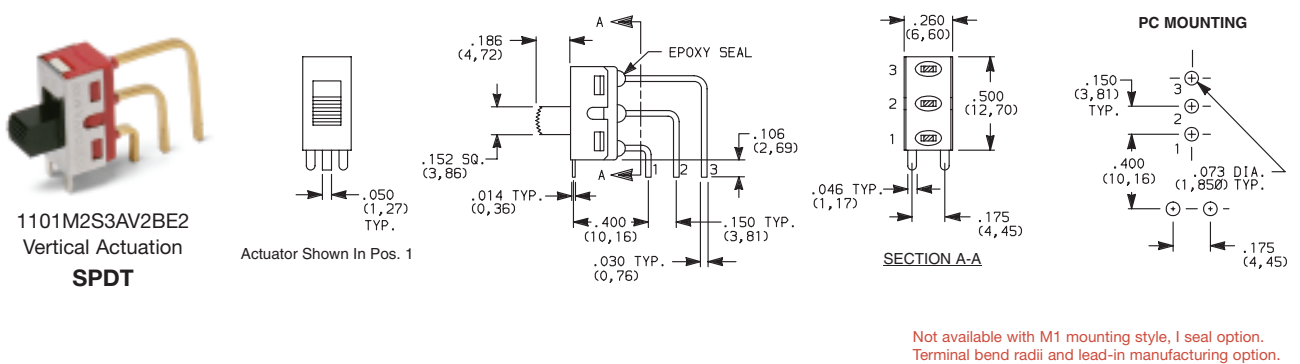 1101M2S3AV2BE2
Vertical Actuation
SPDT
.050
(1,27)
TYP.
Actuator Shown In Pos. 1
A
.186
(4,72)
EPOXY SEAL
.152 SQ.
(3,86)
.106
(2,69)
A
1
2
3
.014 TYP.
(0,36)
.400
(10,16)
.150 TYP.
(3,81)
.030 TYP.
(0,76)
.260
(6,60)
3
2
1
.500
(12,70)
.046 TYP.
(1,17)
.175
(4,45)
SECTION A-A
PC MOUNTING
3
.150
(3,81)
TYP.
2
1
.400
(10,16)
.073 DIA.
(1,850) TYP.
.175
(4,45)
Not available with M1 mounting style, I seal option.
Terminal bend radii and lead-in manufacturing option.